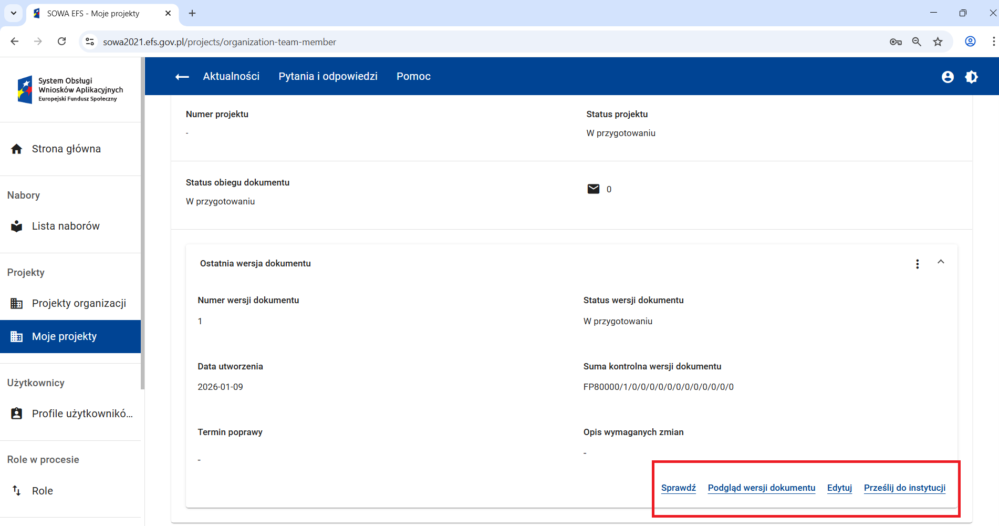 SOWA EFS - Moje projekty
sowa2021.efs.gov.pl/projects/organization-team-member
System Obsługi
Wniosków Aplikacyjnych
Europejski Fundusz Społeczny
Aktualności Pytania i odpowiedzi Pomoc
Strona główna
Nabory
Lista naborów
Projekty
Projekty organizacji
Moje projekty
Użytkownicy
Profile użytkownikó...
Role w procesie
Role
Numer projektu Status projektu
- W przygotowaniu
Status obiegu dokumentu
W przygotowaniu
0
Ostatnia wersja dokumentu
Numer wersji dokumentu Status wersji dokumentu
1 W przygotowaniu
Data utworzenia Suma kontrolna wersji dokumentu
2026-01-09 FP80000/1/0/0/0/0/0/0/0/0/0/0/0/0
Termin poprawy Opis wymaganych zmian
- -
Sprawdź Podgląd wersji dokumentu Edytuj Prześlij do instytucji